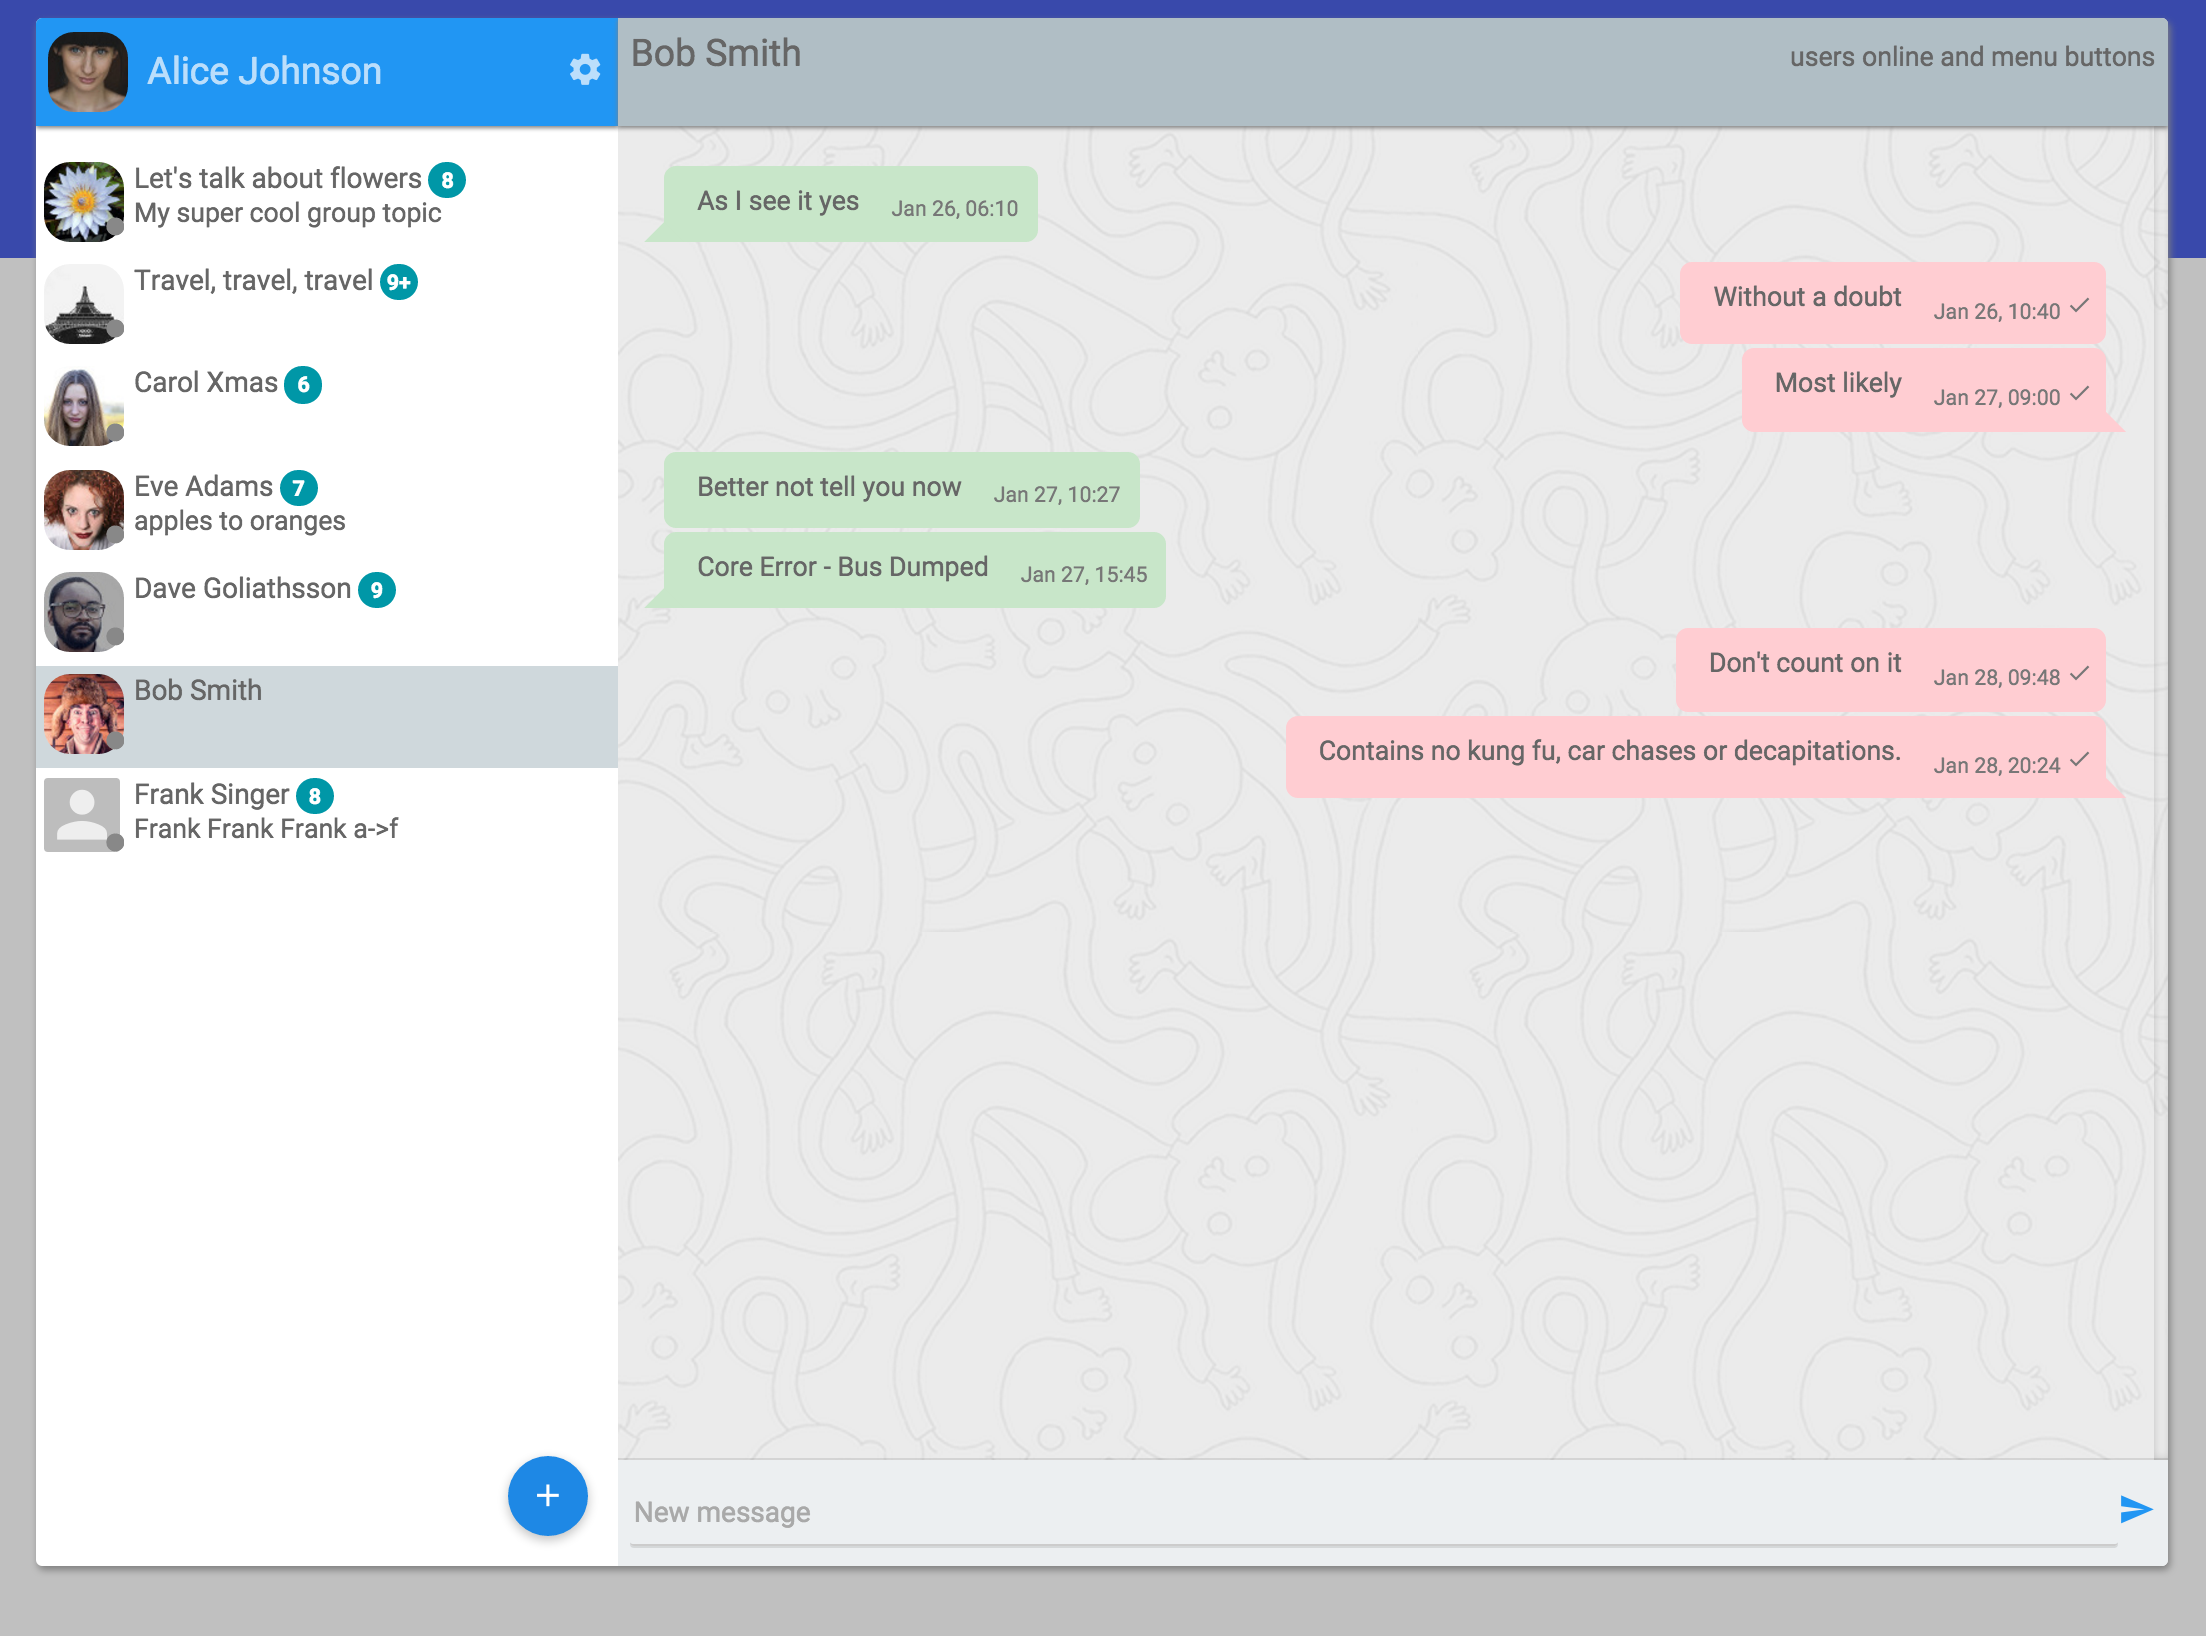 Alice Johnson
Bob Smith
users online and menu buttons
Let's talk about flowers 8
My super cool group topic
Travel, travel, travel 9+
Carol Xmas 6
Eve Adams 7
apples to oranges
Dave Goliathsson 9
Bob Smith
Frank Singer 8
Frank Frank Frank a->f
As I see it yes Jan 26, 06:10
Without a doubt Jan 26, 10:40
Most likely Jan 27, 09:00
Better not tell you now Jan 27, 10:27
Core Error - Bus Dumped Jan 27, 15:45
Don't count on it Jan 28, 09:48
Contains no kung fu, car chases or decapitations. Jan 28, 20:24
New message